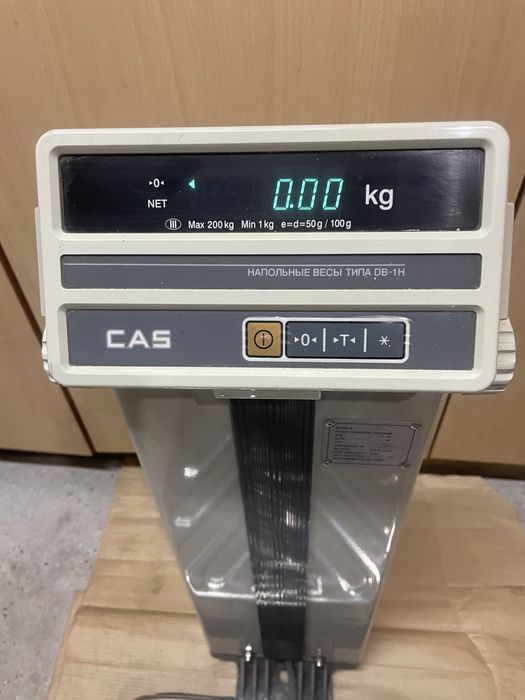 ▸0◂ ◀ 0.00 kg
NET
III Max 200 kg Min 1 kg e=d=50 g / 100 g
НАПОЛЬНЫЕ ВЕСЫ ТИПА DB-1H
CAS ▸0◂ ▸T◂ ✳